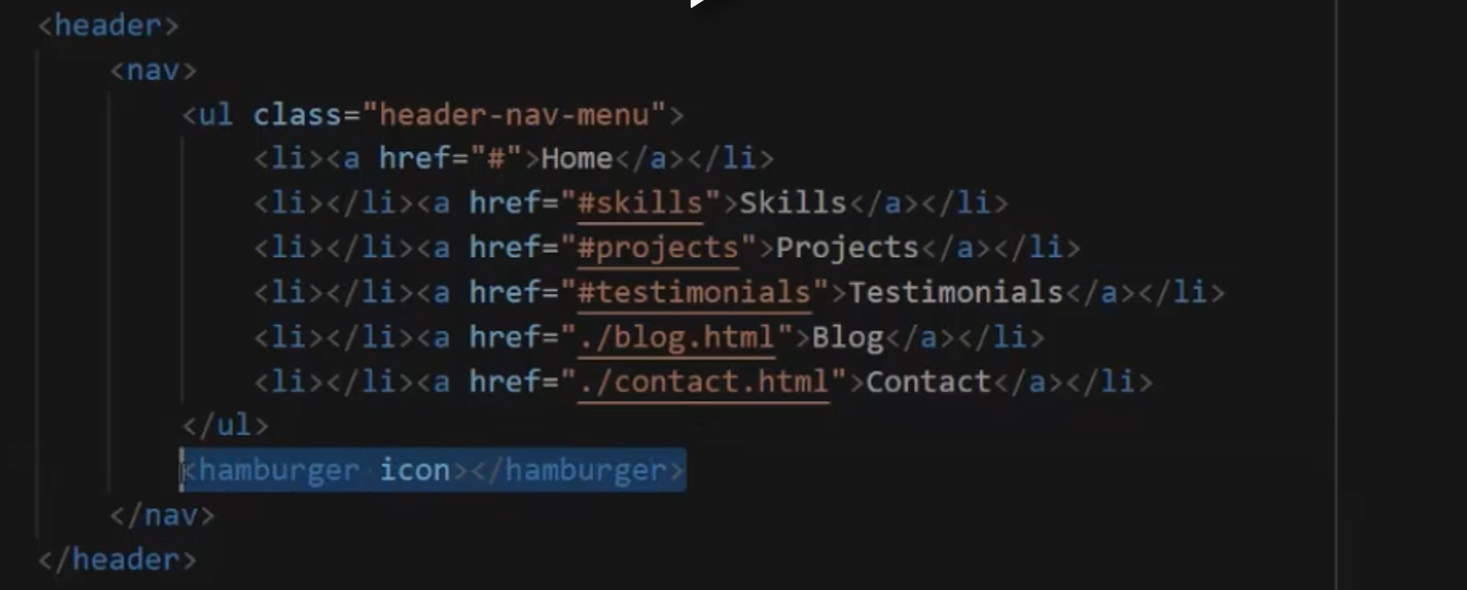 <header>
<nav>
<ul class="header-nav-menu">
<li><a href="#">Home</a></li>
<li></li><a href="#skills">Skills</a></li>
<li></li><a href="#projects">Projects</a></li>
<li></li><a href="#testimonials">Testimonials</a></li>
<li></li><a href="./blog.html">Blog</a></li>
<li></li><a href="./contact.html">Contact</a></li>
</ul>
<hamburger icon></hamburger>
</nav>
</header>